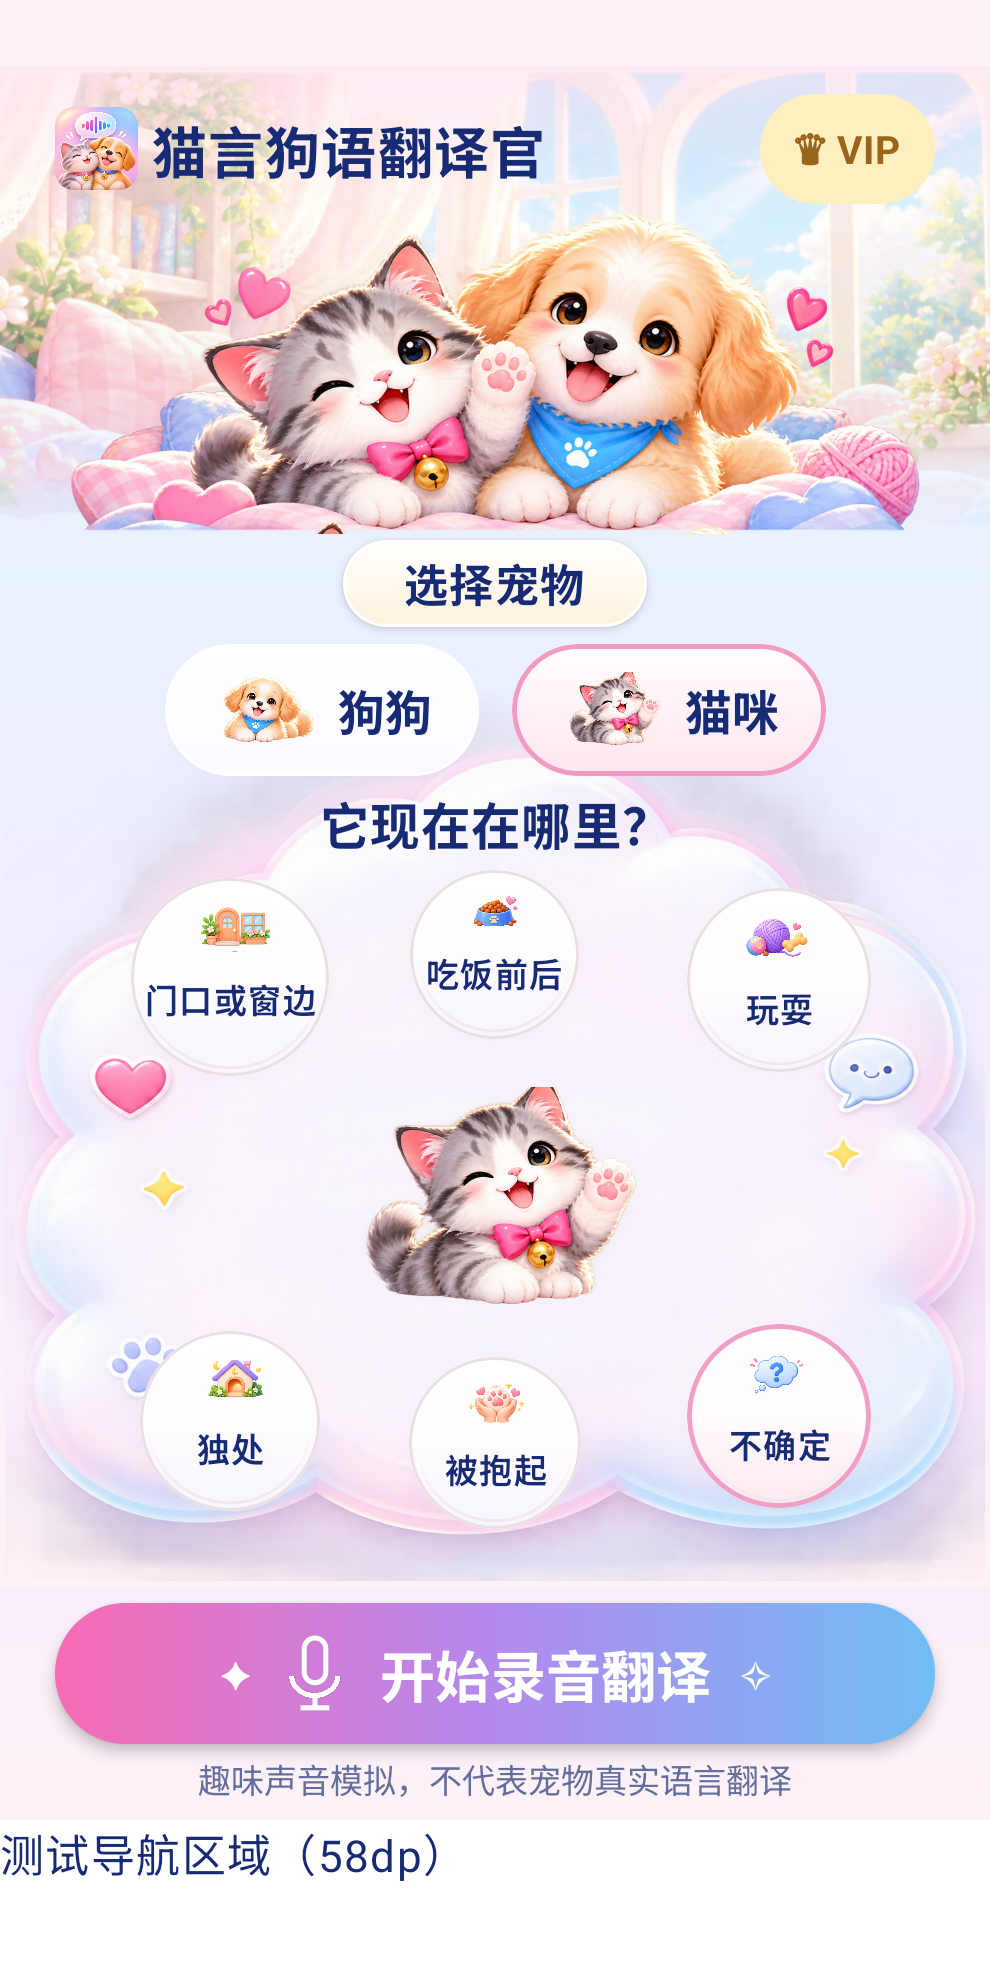 猫言狗语翻译官
♛ VIP
选择宠物
狗狗
猫咪
它现在在哪里？
门口或窗边
吃饭前后
玩耍
独处
被抱起
不确定
✦ 开始录音翻译 ✧
趣味声音模拟，不代表宠物真实语言翻译
测试导航区域（58dp）